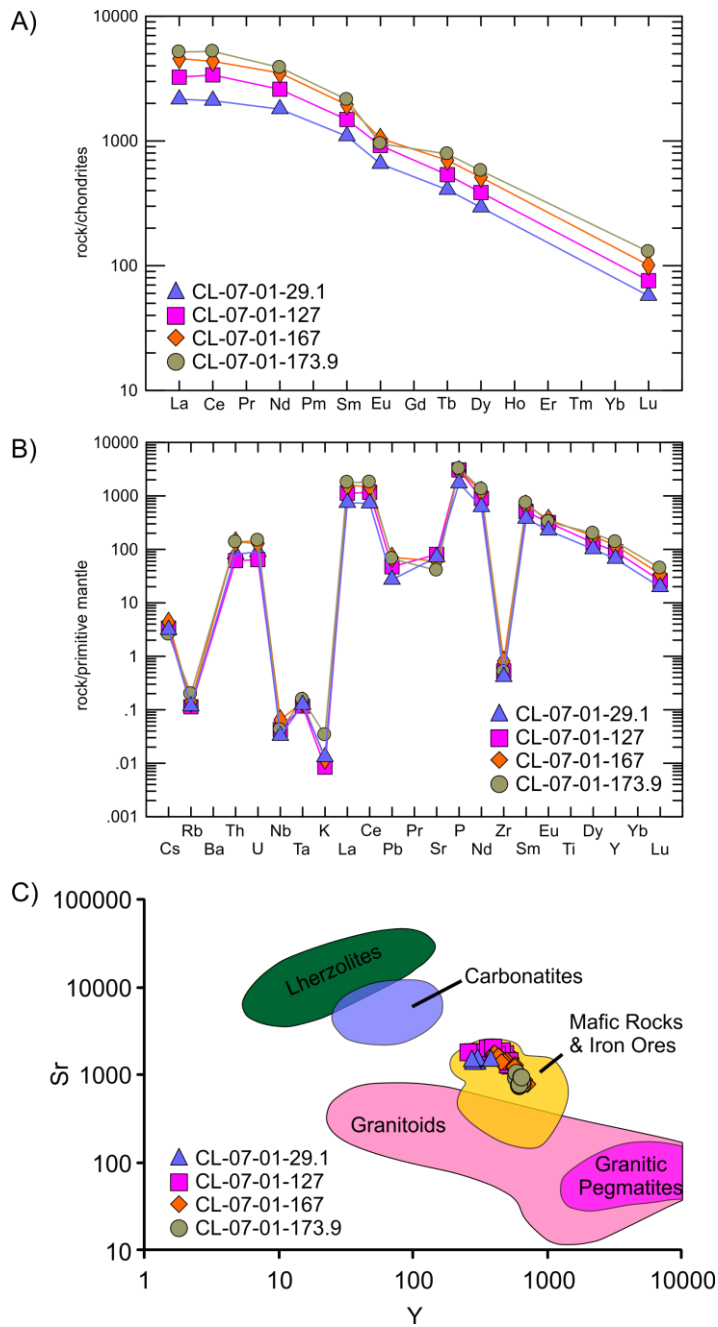 A)
10000
1000
100
10
rock/chondrites
CL-07-01-29.1
CL-07-01-127
CL-07-01-167
CL-07-01-173.9
La Ce Pr Nd Pm Sm Eu Gd Tb Dy Ho Er Tm Yb Lu
B)
10000
1000
100
10
1
.1
.01
.001
rock/primitive mantle
CL-07-01-29.1
CL-07-01-127
CL-07-01-167
CL-07-01-173.9
Rb Th Nb K Ce Pr P Zr Eu Dy Yb
Cs Ba U Ta La Pb Sr Nd Sm Ti Y Lu
C)
100000
10000
1000
100
10
Sr
Lherzolites
Carbonatites
Mafic Rocks
& Iron Ores
Granitoids
Granitic
Pegmatites
CL-07-01-29.1
CL-07-01-127
CL-07-01-167
CL-07-01-173.9
1 10 100 1000 10000
Y